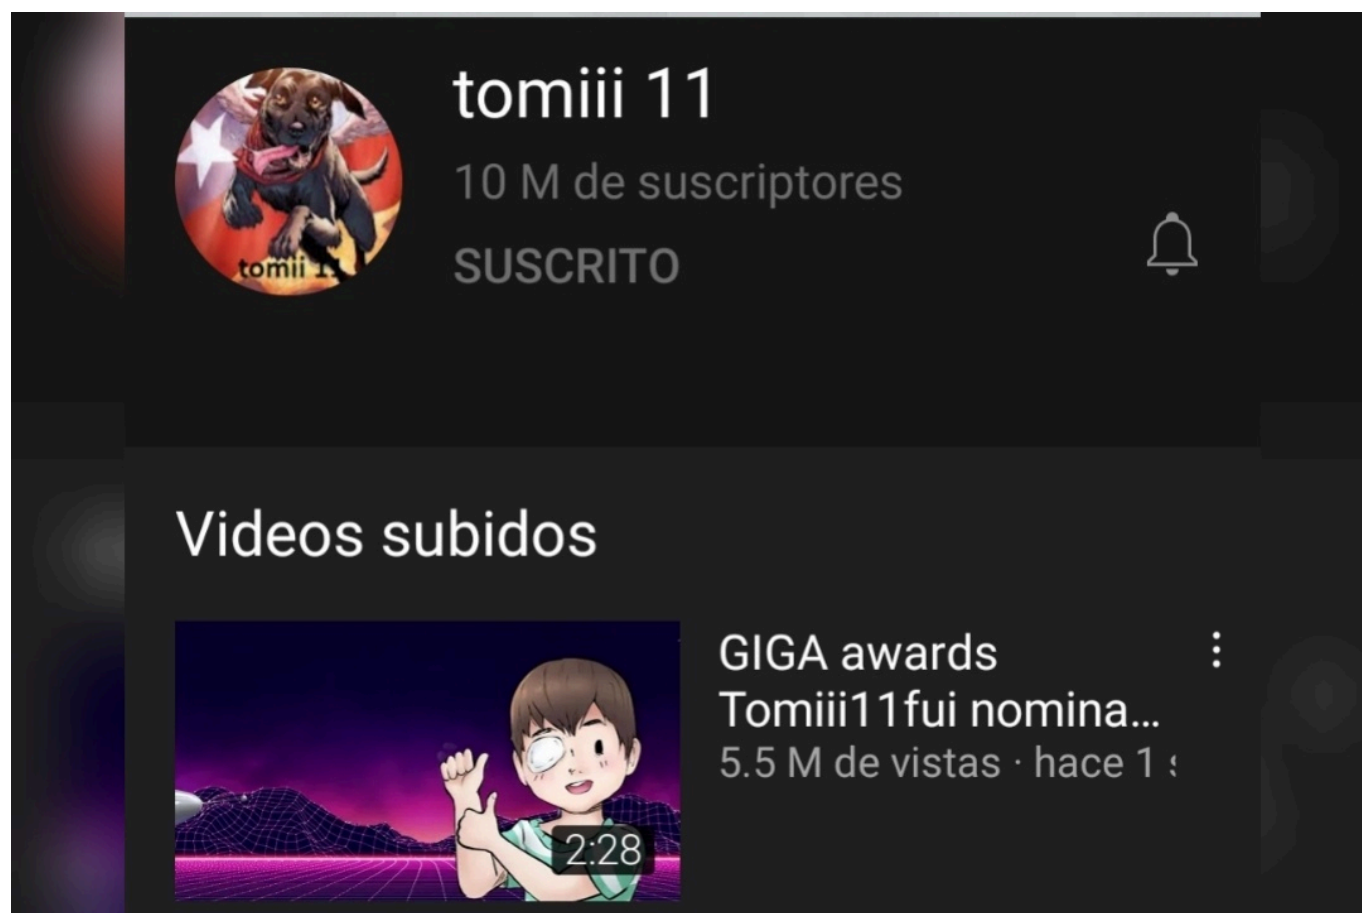 tomiii 11
10 M de suscriptores
SUSCRITO
tomii 11
Videos subidos
GIGA awards
Tomiii11fui nomina...
5.5 M de vistas · hace 1
2:28